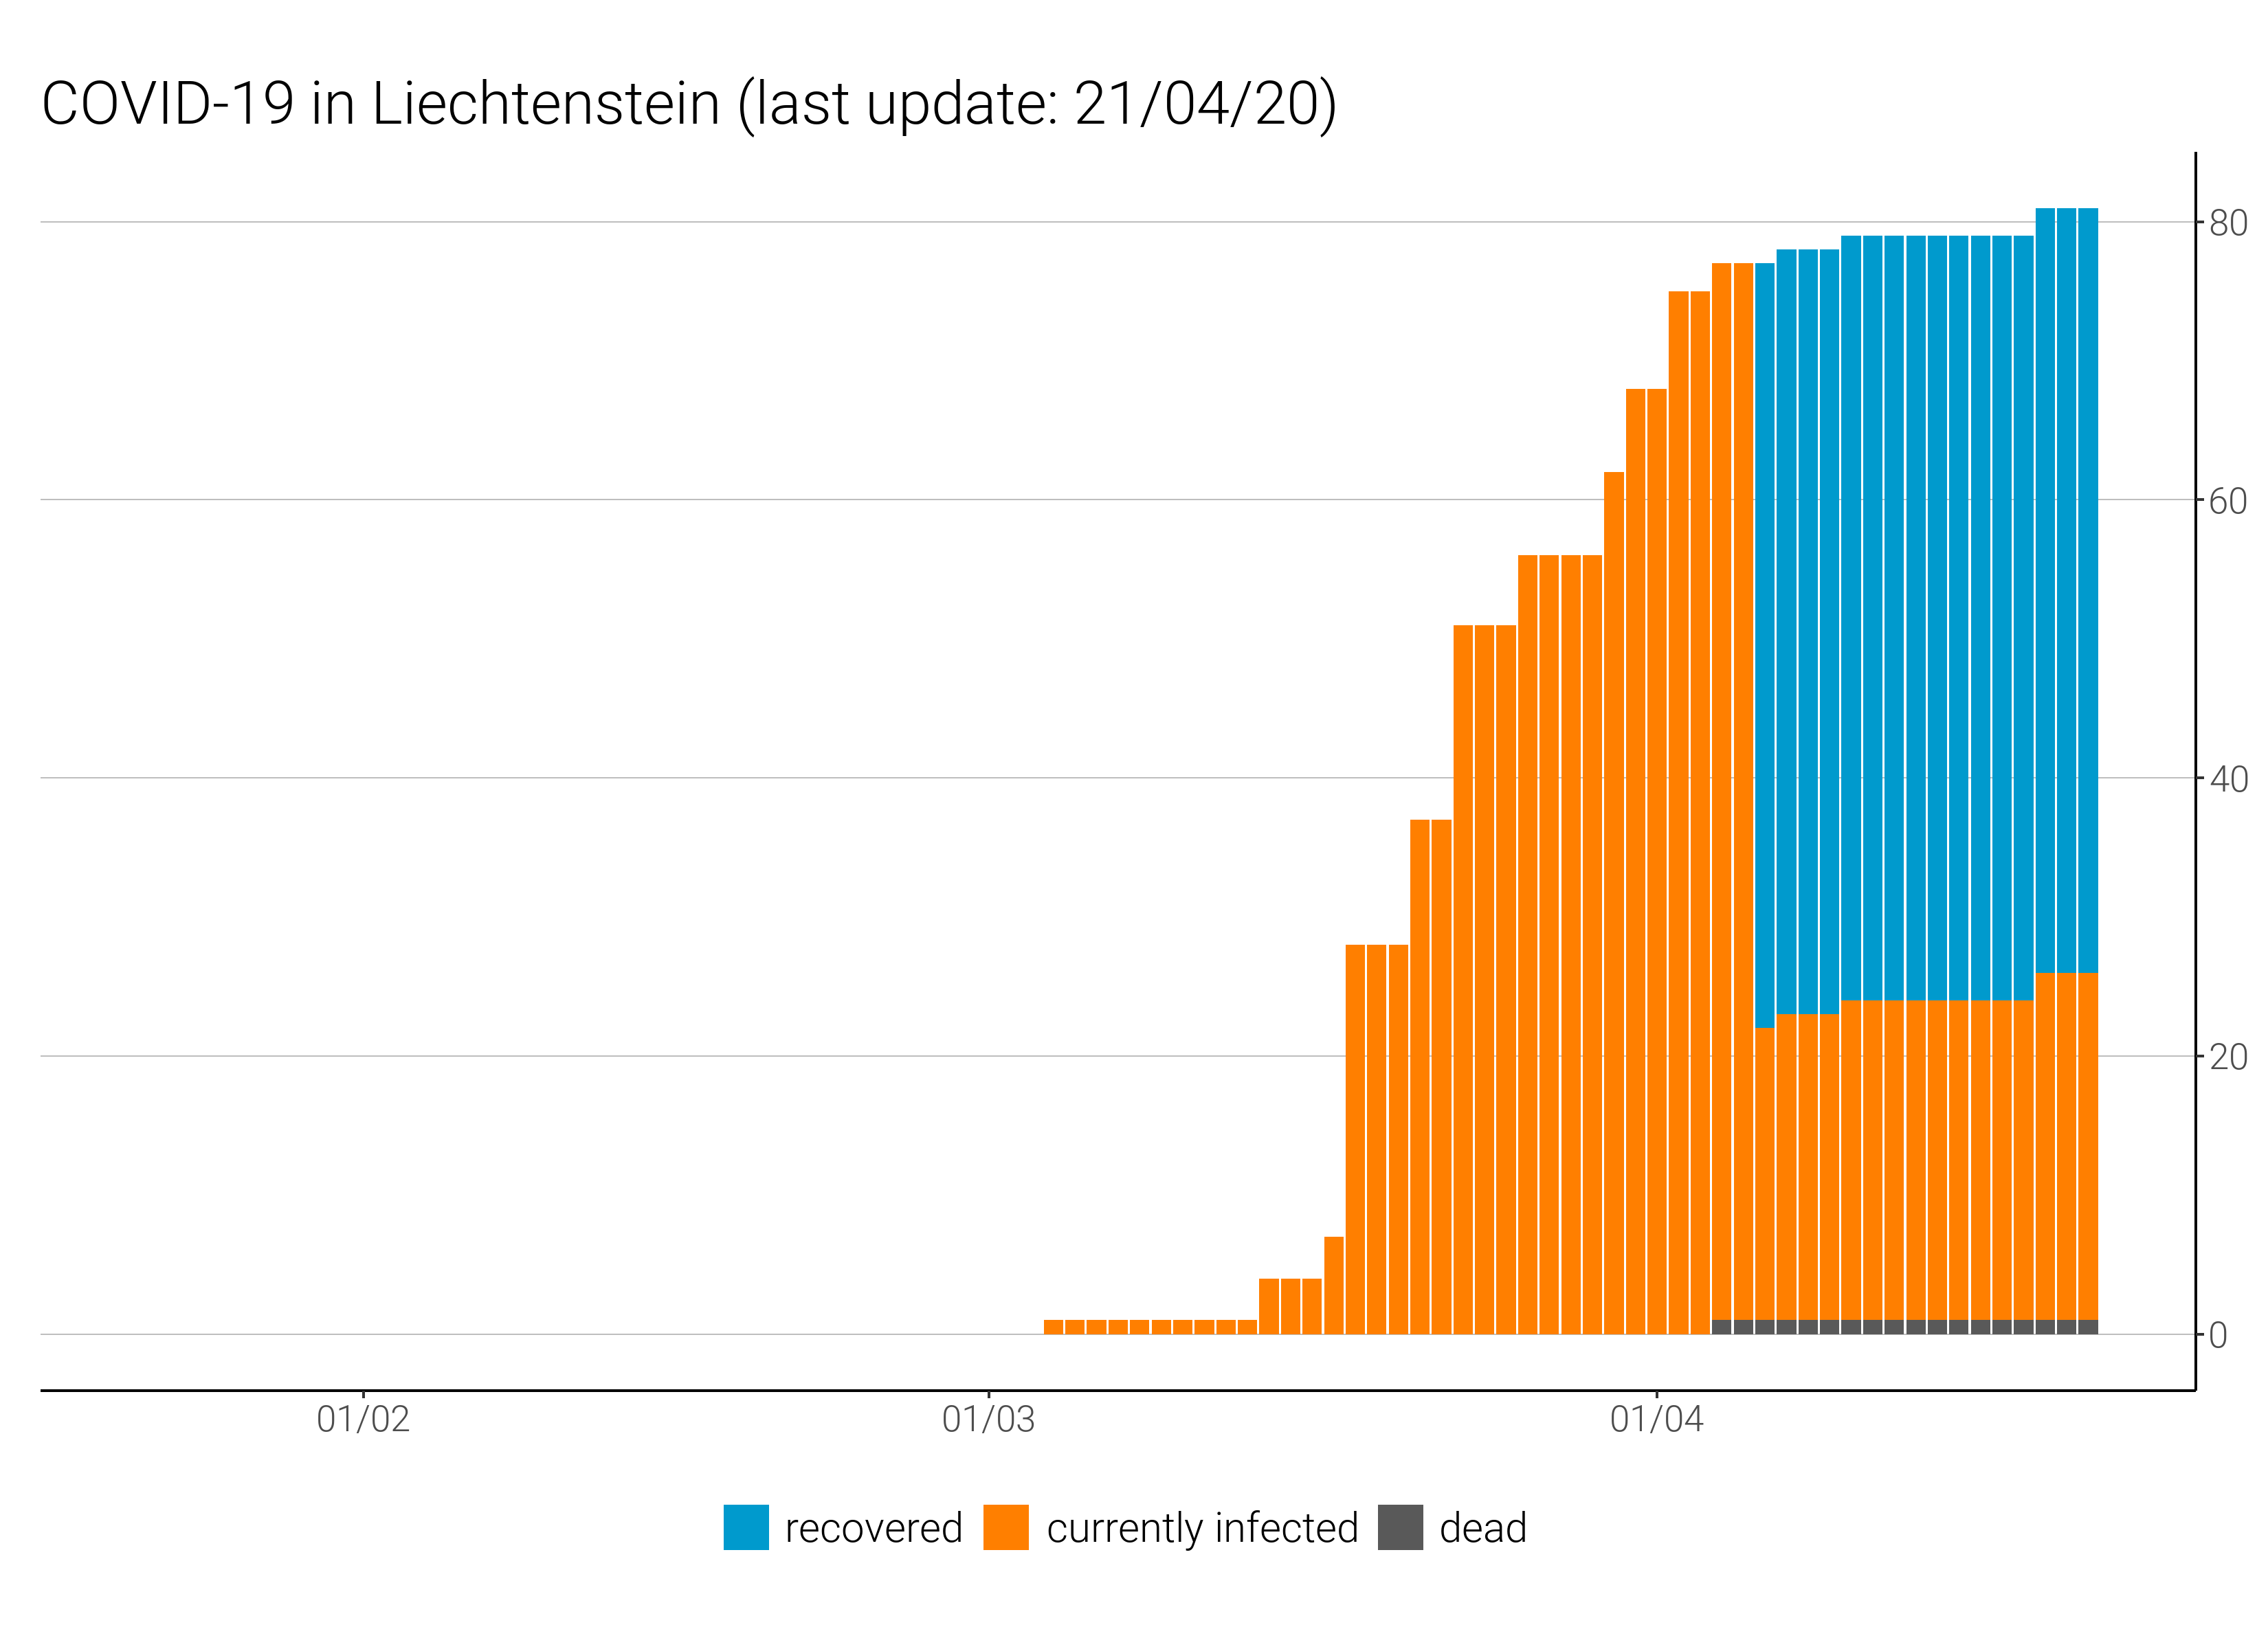 COVID-19 in Liechtenstein (last update: 21/04/20)
80
60
40
20
0
01/02 01/03 01/04
recovered currently infected dead